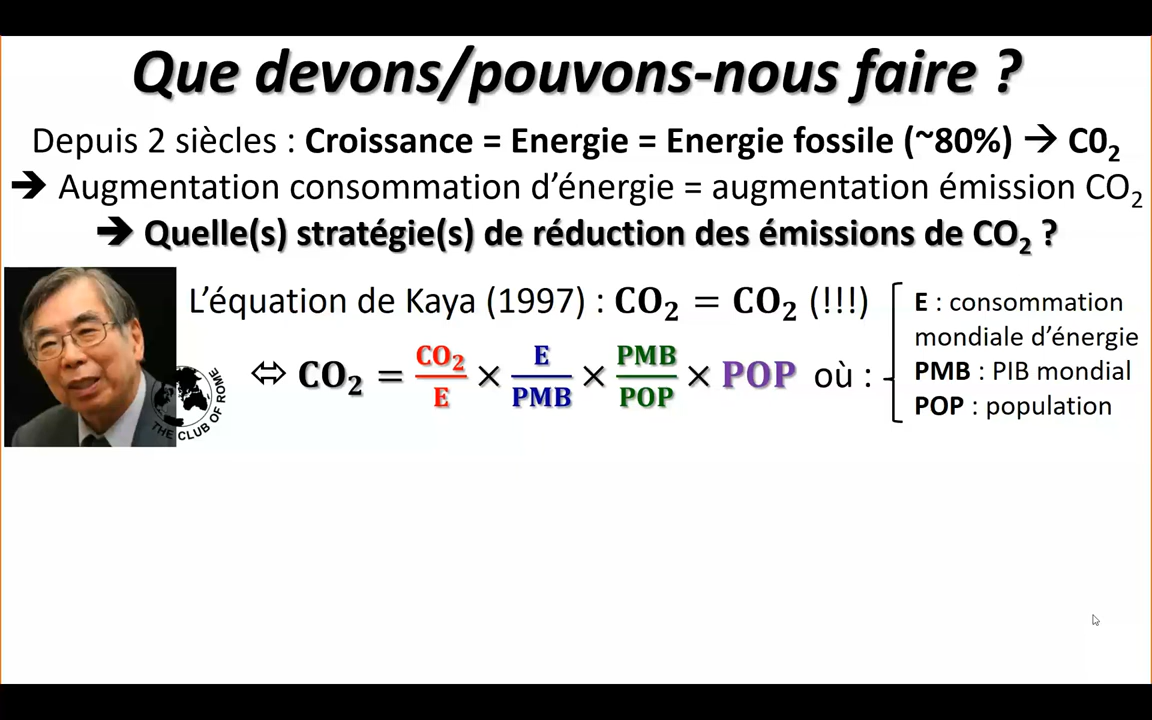 Que devons/pouvons-nous faire ?
Depuis 2 siècles : Croissance = Energie = Energie fossile (~80%) → C0₂
➔ Augmentation consommation d’énergie = augmentation émission CO₂
➔ Quelle(s) stratégie(s) de réduction des émissions de CO₂ ?
L’équation de Kaya (1997) : CO₂ = CO₂ (!!!)
⇔ CO₂ = CO₂/E × E/PMB × PMB/POP × POP où :
E : consommation
mondiale d’énergie
PMB : PIB mondial
POP : population
THE CLUB OF ROME